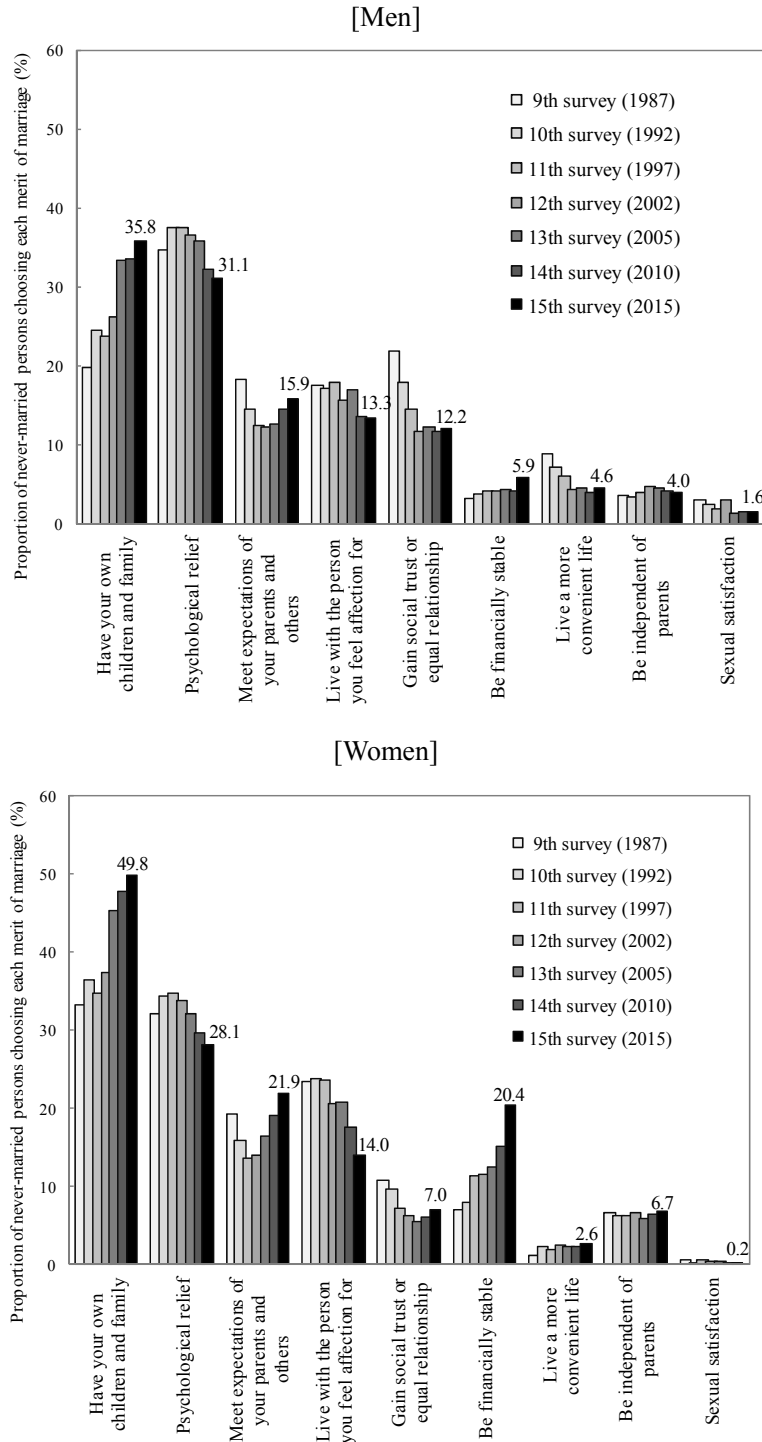 [Men]
Proportion of never-married persons choosing each merit of marriage (%)
60
50
40
30
20
10
0
9th survey (1987)
10th survey (1992)
11th survey (1997)
12th survey (2002)
13th survey (2005)
14th survey (2010)
15th survey (2015)
35.8
31.1
15.9
13.3
12.2
5.9
4.6
4.0
1.6
Have your own
children and family
Psychological relief
Meet expectations of
your parents and
others
Live with the person
you feel affection for
Gain social trust or
equal relationship
Be financially stable
Live a more
convenient life
Be independent of
parents
Sexual satisfaction
[Women]
Proportion of never-married persons choosing each merit of marriage (%)
60
50
40
30
20
10
0
9th survey (1987)
10th survey (1992)
11th survey (1997)
12th survey (2002)
13th survey (2005)
14th survey (2010)
15th survey (2015)
49.8
28.1
21.9
14.0
7.0
20.4
2.6
6.7
0.2
Have your own
children and family
Psychological relief
Meet expectations of
your parents and
others
Live with the person
you feel affection for
Gain social trust or
equal relationship
Be financially stable
Live a more
convenient life
Be independent of
parents
Sexual satisfaction